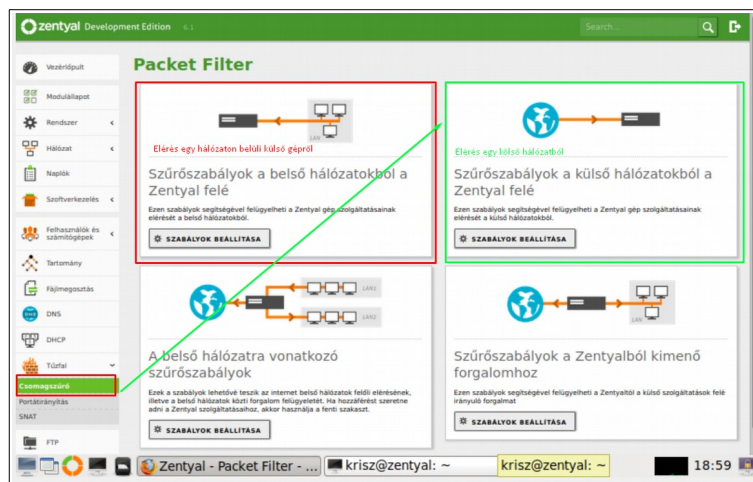 zentyal Development Edition 6.1
Search...
Vezérlőpult
Modulállapot
Rendszer
Hálózat
Naplók
Szoftverkezelés
Felhasználók és
számítógépek
Tartomány
Fájlmegosztás
DNS
DHCP
Tűzfal
Csomagszűrő
Portátirányítás
SNAT
FTP
Packet Filter
LAN
Elérés egy hálózaton belüli külső gépről
Szűrőszabályok a belső hálózatokból a
Zentyal felé
Ezen szabályok segítségével felügyelheti a Zentyal gép szolgáltatásainak
elérését a belső hálózatokból.
SZABÁLYOK BEÁLLÍTÁSA
Elérés egy külső hálózatból
Szűrőszabályok a külső hálózatokból a
Zentyal felé
Ezen szabályok segítségével felügyelheti a Zentyal gép szolgáltatásainak
elérését a külső hálózatokból.
SZABÁLYOK BEÁLLÍTÁSA
LAN1
LAN2
A belső hálózatra vonatkozó
szűrőszabályok
Ezek a szabályok lehetővé teszik az internet belső hálózatok felőli elérésének,
illetve a belső hálózatok közti forgalom felügyeletét. Ha hozzáférést szeretne
adni a Zentyal szolgáltatásaihoz, akkor használja a fenti szakaszt.
SZABÁLYOK BEÁLLÍTÁSA
LAN
Szűrőszabályok a Zentyalból kimenő
forgalomhoz
Ezen szabályok segítségével felügyelheti a Zentyaltól a külső szolgáltatások felé
irányuló forgalmat
SZABÁLYOK BEÁLLÍTÁSA
Zentyal - Packet Filter - ...
krisz@zentyal: ~
krisz@zentyal: ~
18:59